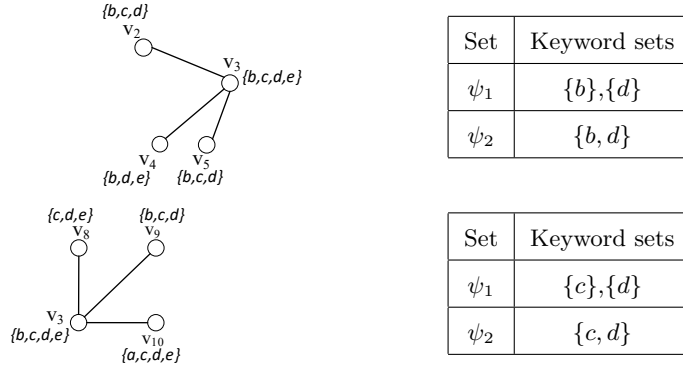 {b,c,d}
v2
v3
{b,c,d,e}
v4
v5
{b,d,e}
{b,c,d}
Set Keyword sets
ψ1 {b},{d}
ψ2 {b, d}
{c,d,e}
{b,c,d}
v8
v9
v3
{b,c,d,e}
v10
{a,c,d,e}
Set Keyword sets
ψ1 {c},{d}
ψ2 {c, d}